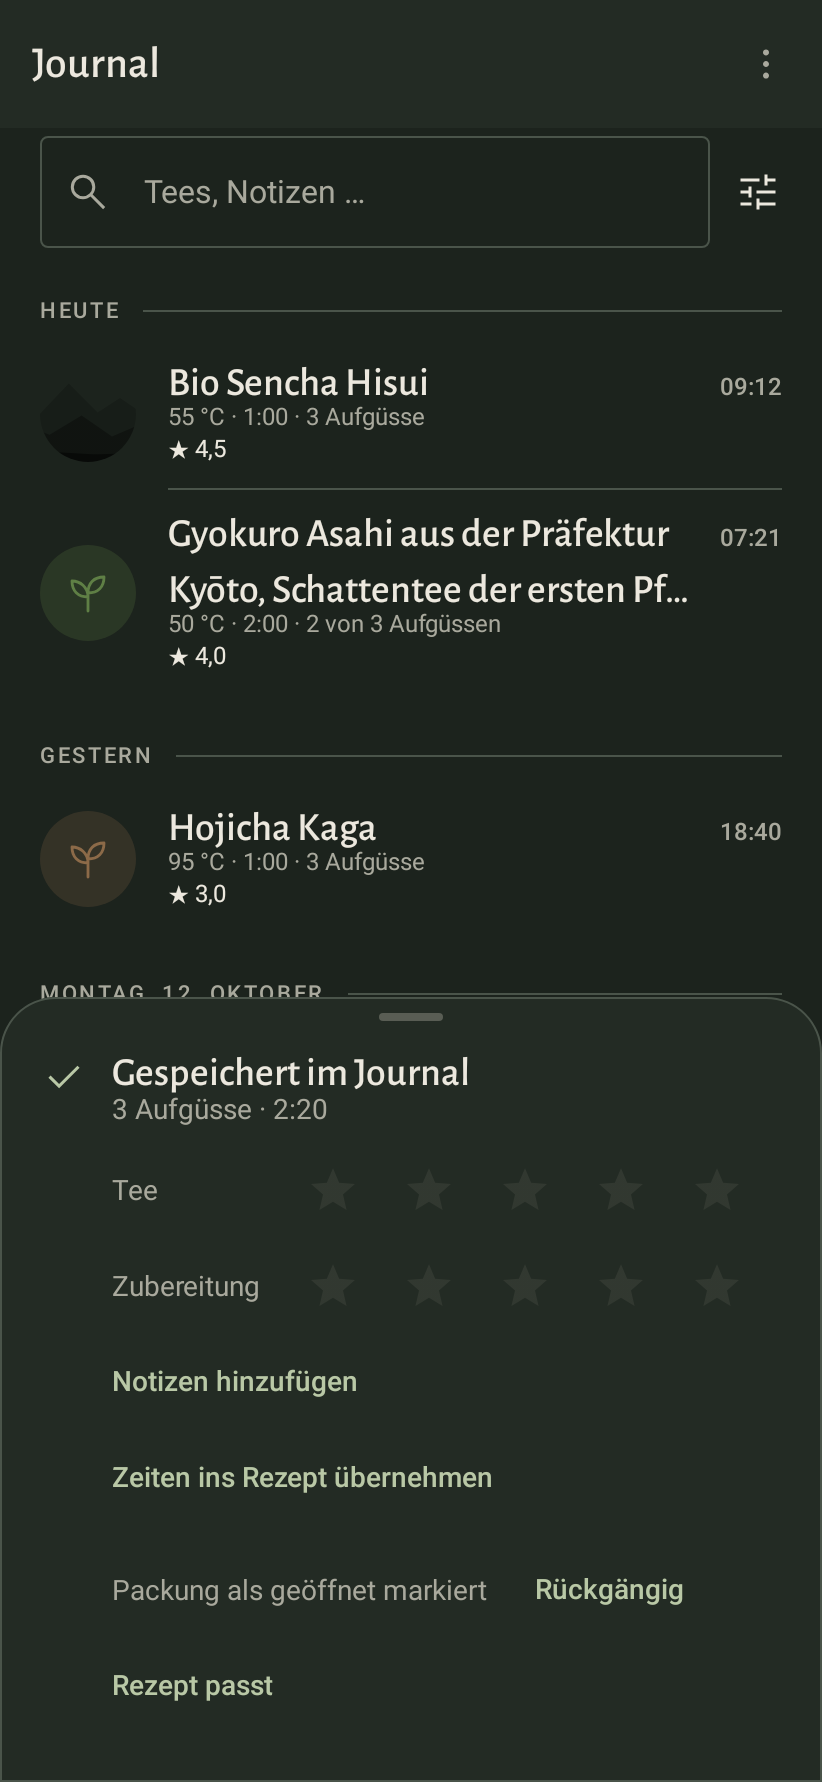 Journal
Tees, Notizen …
HEUTE
Bio Sencha Hisui
09:12
55 °C · 1:00 · 3 Aufgüsse
★ 4,5
Gyokuro Asahi aus der Präfektur
07:21
Kyōto, Schattentee der ersten Pf…
50 °C · 2:00 · 2 von 3 Aufgüssen
★ 4,0
GESTERN
Hojicha Kaga
18:40
95 °C · 1:00 · 3 Aufgüsse
★ 3,0
MONTAG, 12. OKTOBER
Gespeichert im Journal
3 Aufgüsse · 2:20
Tee
Zubereitung
Notizen hinzufügen
Zeiten ins Rezept übernehmen
Packung als geöffnet markiert
Rückgängig
Rezept passt